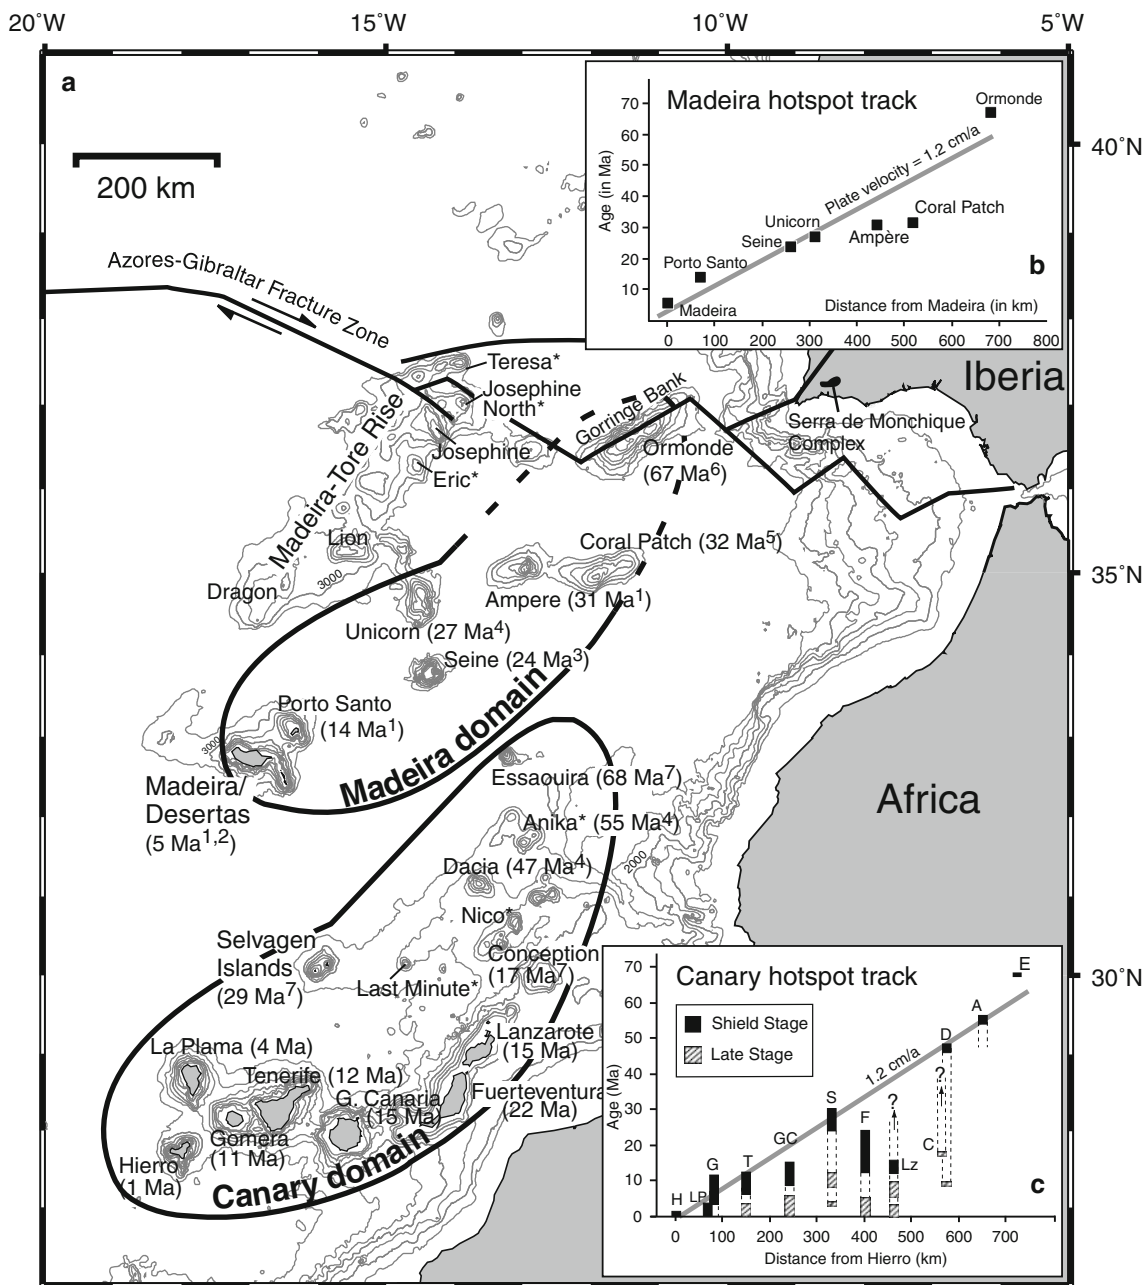 20˚W
15˚W
10˚W
5˚W
a
200 km
40˚N
35˚N
30˚N
Azores-Gibraltar Fracture Zone
Madeira hotspot track
Ormonde
Plate velocity = 1.2 cm/a
Coral Patch
Unicorn
Seine
Ampère
Porto Santo
Madeira
b
Age (in Ma)
70
60
50
40
30
20
10
Distance from Madeira (in km)
0 100 200 300 400 500 600 700 800
Iberia
Teresa*
Josephine
North*
Josephine
Eric*
Madeira-Tore Rise
Gorringe Bank
Serra de Monchique
Complex
Ormonde
(67 Ma6)
Lion
Dragon
3000
Coral Patch (32 Ma5)
Ampere (31 Ma1)
Unicorn (27 Ma4)
Seine (24 Ma3)
Porto Santo
(14 Ma1)
3000
Madeira/
Desertas
(5 Ma1,2)
Madeira domain
Essaouira (68 Ma7)
Anika* (55 Ma4)
Dacia (47 Ma4)
2000
Africa
Nico*
Selvagen
Islands
(29 Ma7)
Last Minute*
Conception
(17 Ma7)
Lanzarote
(15 Ma)
Fuerteventura
(22 Ma)
La Plama (4 Ma)
Tenerife (12 Ma)
G. Canaria
(15 Ma)
Gomera
(11 Ma)
Hierro
(1 Ma)
Canary domain
Canary hotspot track
Shield Stage
Late Stage
1.2 cm/a
E
A
D
?
C
?
Lz
F
S
GC
T
G
LP
H
c
Age (Ma)
70
60
50
40
30
20
10
0
0 100 200 300 400 500 600 700
Distance from Hierro (km)